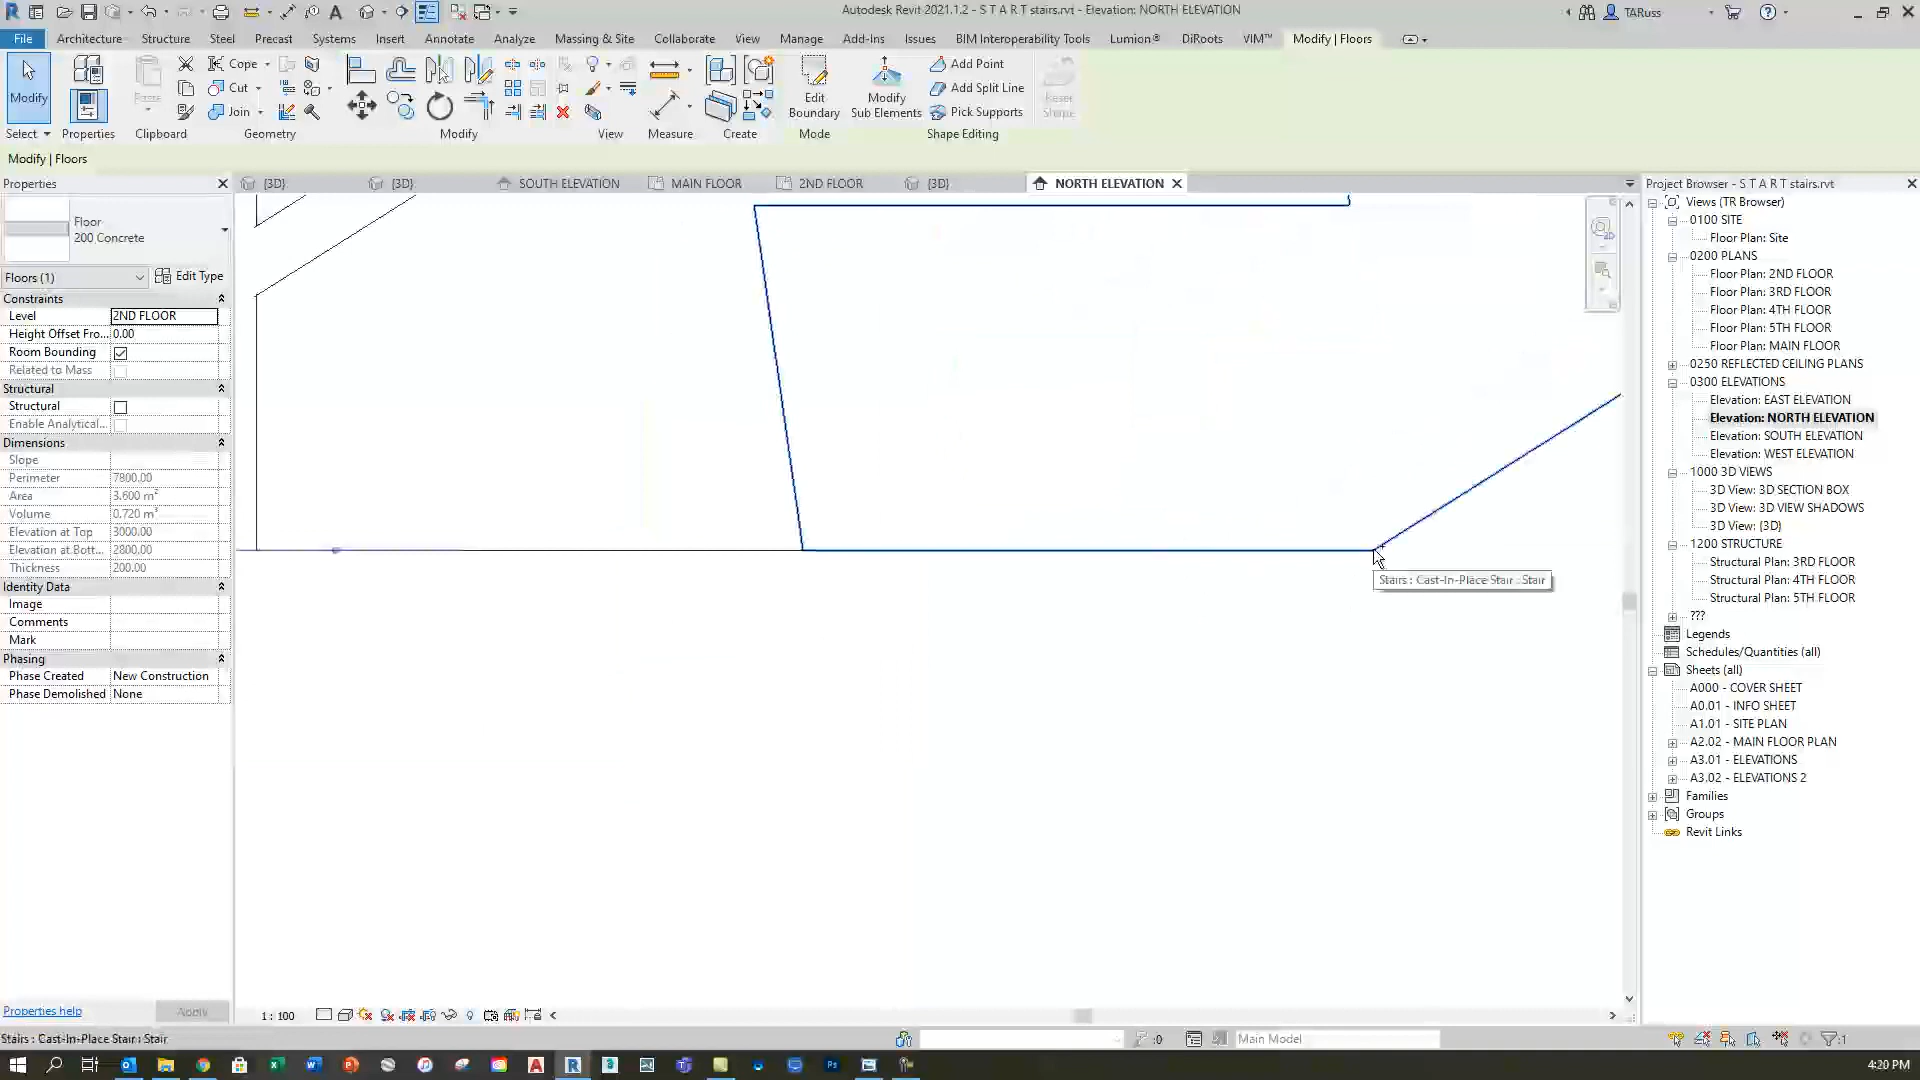 Autodesk Revit 2021.1.2 - S T A R T stairs.rvt - Elevation: NORTH ELEVATION
TARuss
File Architecture Structure Steel Precast Systems Insert Annotate Analyze Massing & Site Collaborate View Manage Add-Ins Issues BIM Interoperability Tools Lumion® DiRoots VIM™ Modify | Floors
Modify
Paste
Cope
Cut
Join
Edit Boundary
Modify Sub Elements
Add Point
Add Split Line
Pick Supports
Reset Shape
Select Properties Clipboard Geometry Modify View Measure Create Mode Shape Editing
Modify | Floors
Properties
{3D} {3D} SOUTH ELEVATION MAIN FLOOR 2ND FLOOR {3D} NORTH ELEVATION
Floor
200 Concrete
Floors (1) Edit Type
Constraints
Level 2ND FLOOR
Height Offset Fro... 0.00
Room Bounding
Related to Mass
Structural
Structural
Enable Analytical...
Dimensions
Slope
Perimeter 7800.00
Area 3.600 m²
Volume 0.720 m³
Elevation at Top 3000.00
Elevation at Bott... 2800.00
Thickness 200.00
Identity Data
Image
Comments
Mark
Phasing
Phase Created New Construction
Phase Demolished None
Properties help Apply
Stairs : Cast-In-Place Stair : Stair
Project Browser - S T A R T stairs.rvt
Views (TR Browser)
0100 SITE
Floor Plan: Site
0200 PLANS
Floor Plan: 2ND FLOOR
Floor Plan: 3RD FLOOR
Floor Plan: 4TH FLOOR
Floor Plan: 5TH FLOOR
Floor Plan: MAIN FLOOR
0250 REFLECTED CEILING PLANS
0300 ELEVATIONS
Elevation: EAST ELEVATION
Elevation: NORTH ELEVATION
Elevation: SOUTH ELEVATION
Elevation: WEST ELEVATION
1000 3D VIEWS
3D View: 3D SECTION BOX
3D View: 3D VIEW SHADOWS
3D View: {3D}
1200 STRUCTURE
Structural Plan: 3RD FLOOR
Structural Plan: 4TH FLOOR
Structural Plan: 5TH FLOOR
???
Legends
Schedules/Quantities (all)
Sheets (all)
A000 - COVER SHEET
A0.01 - INFO SHEET
A1.01 - SITE PLAN
A2.02 - MAIN FLOOR PLAN
A3.01 - ELEVATIONS
A3.02 - ELEVATIONS 2
Families
Groups
Revit Links
1 : 100
Stairs : Cast-In-Place Stair : Stair
:0
Main Model
:1
4:20 PM